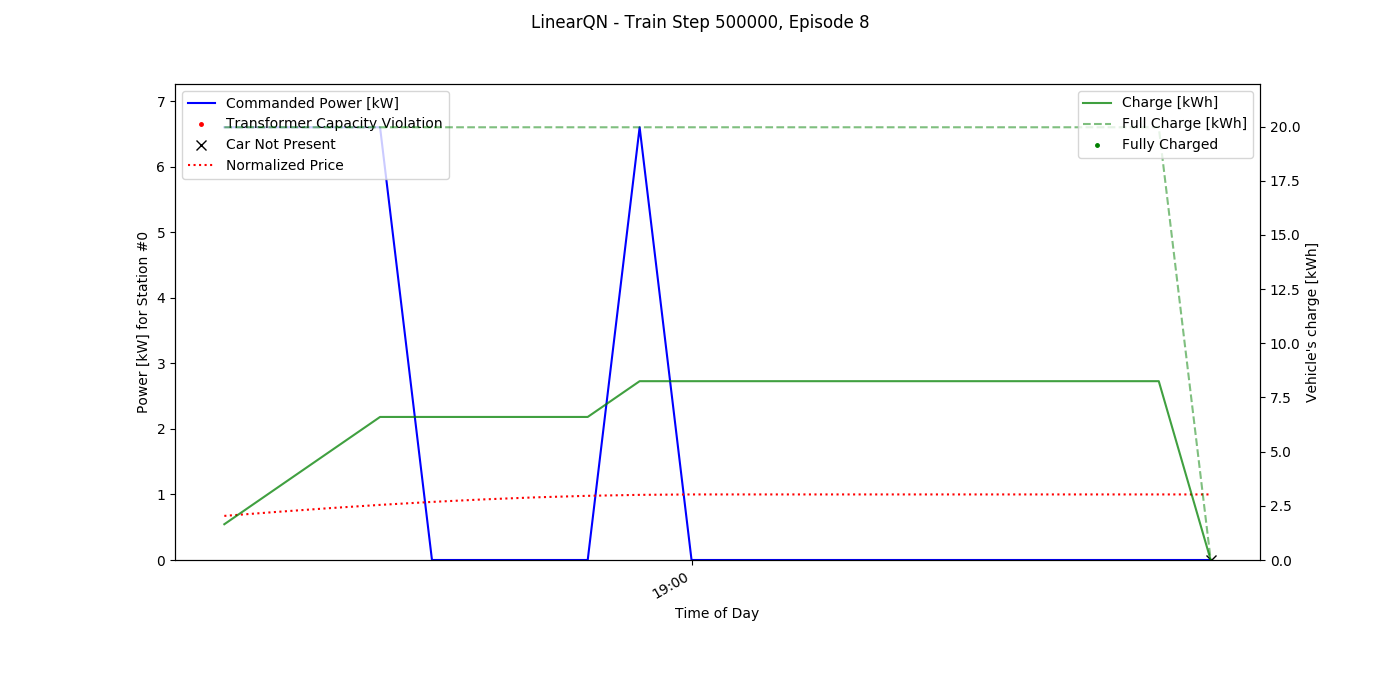 LinearQN - Train Step 500000, Episode 8
Commanded Power [kW]
Transformer Capacity Violation
Car Not Present
Normalized Price
Charge [kWh]
Full Charge [kWh]
Fully Charged
Power [kW] for Station #0
7
6
5
4
3
2
1
0
20.0
17.5
15.0
12.5
10.0
7.5
5.0
2.5
0.0
Vehicle's charge [kWh]
19:00
Time of Day